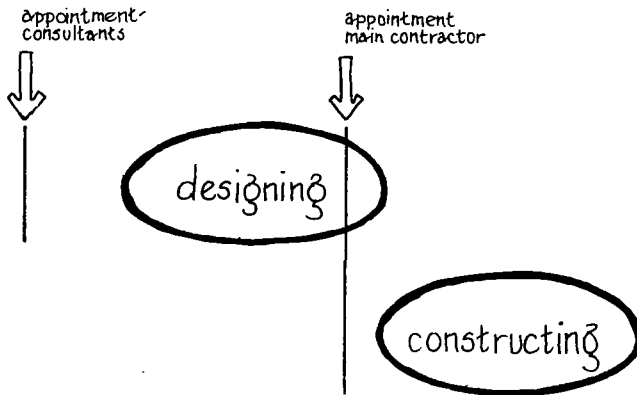 appointment
consultants
appointment
main contractor
designing
constructing